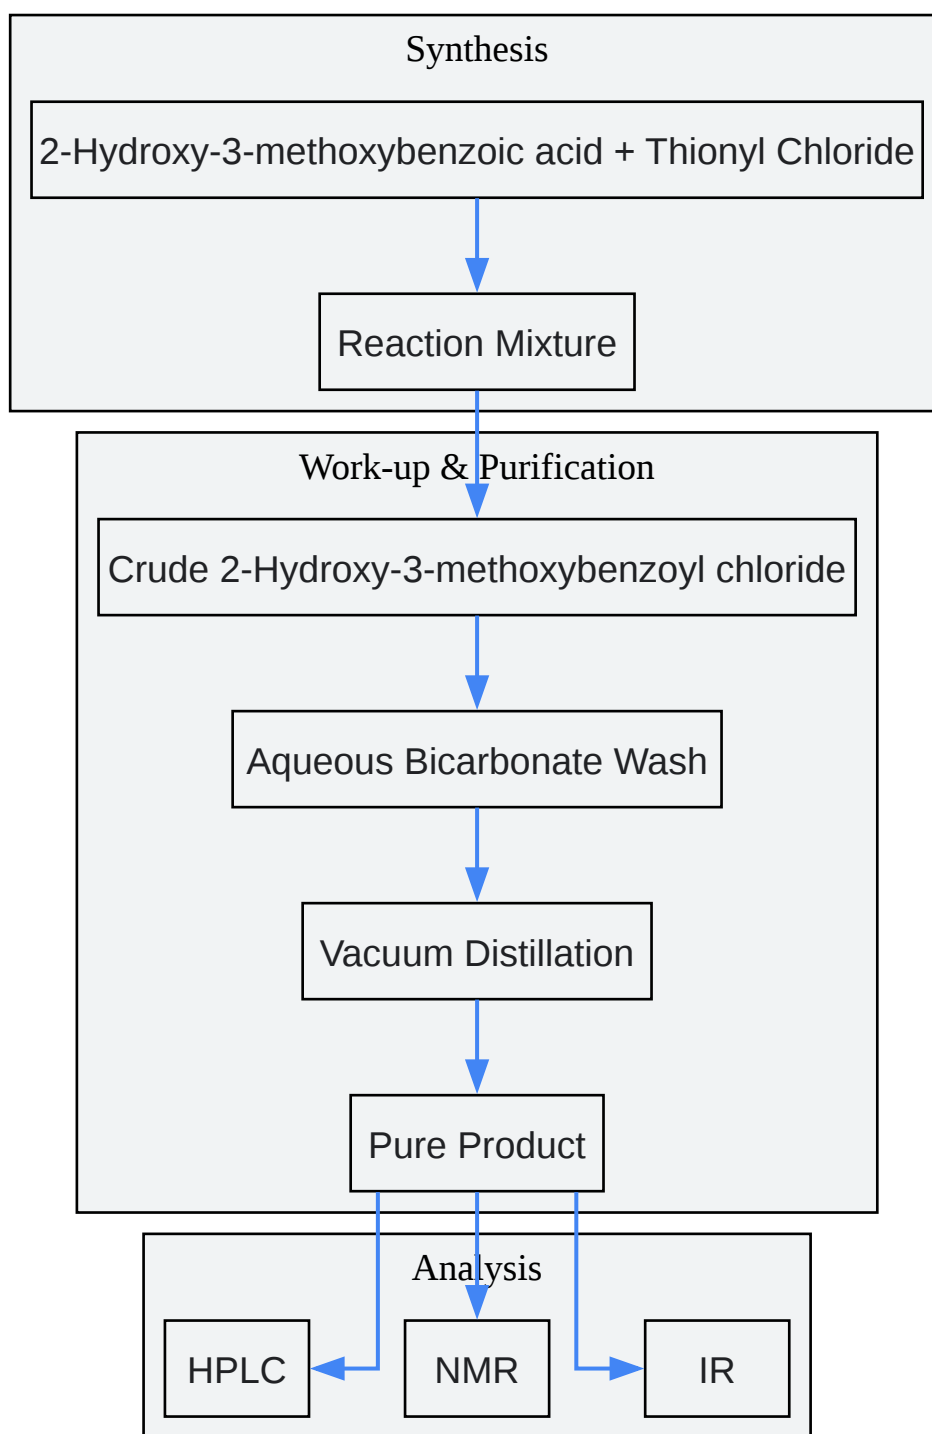 Synthesis
2-Hydroxy-3-methoxybenzoic acid + Thionyl Chloride
Reaction Mixture
Work-up & Purification
Crude 2-Hydroxy-3-methoxybenzoyl chloride
Aqueous Bicarbonate Wash
Vacuum Distillation
Pure Product
Analysis
HPLC
NMR
IR